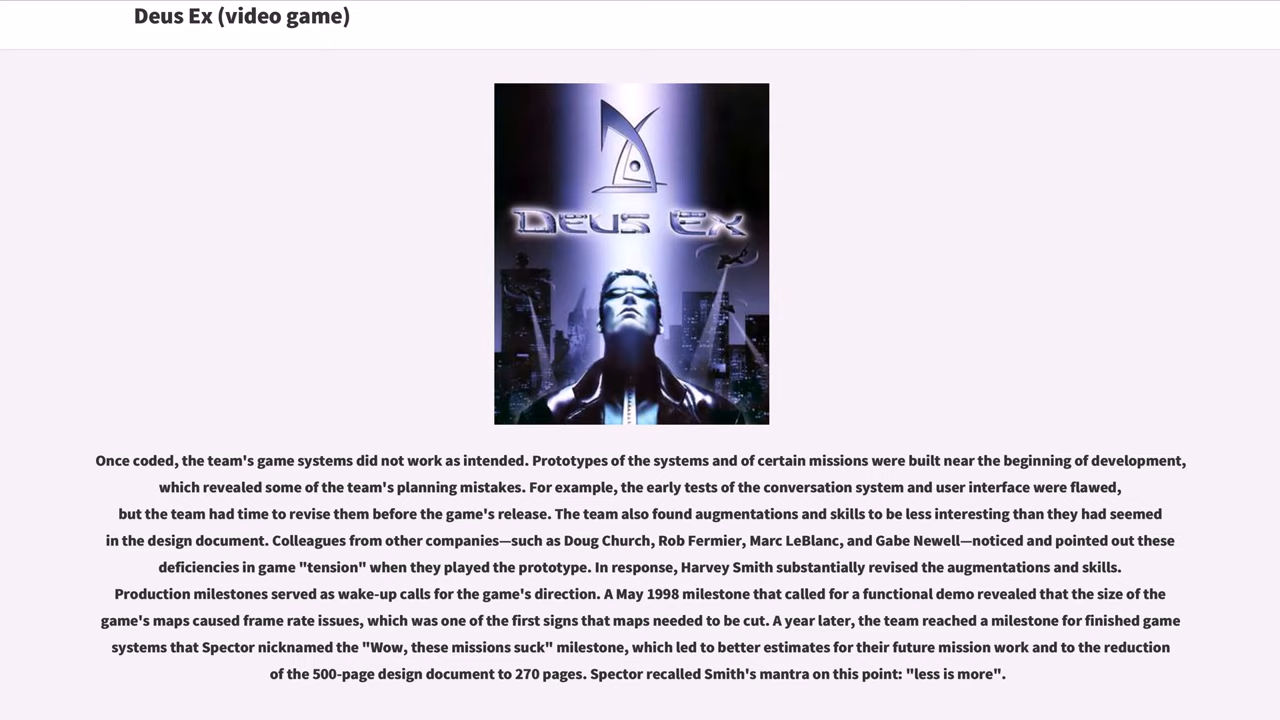 Deus Ex (video game)
Deus Ex
Once coded, the team's game systems did not work as intended. Prototypes of the systems and of certain missions were built near the beginning of development,
which revealed some of the team's planning mistakes. For example, the early tests of the conversation system and user interface were flawed,
but the team had time to revise them before the game's release. The team also found augmentations and skills to be less interesting than they had seemed
in the design document. Colleagues from other companies—such as Doug Church, Rob Fermier, Marc LeBlanc, and Gabe Newell—noticed and pointed out these
deficiencies in game "tension" when they played the prototype. In response, Harvey Smith substantially revised the augmentations and skills.
Production milestones served as wake-up calls for the game's direction. A May 1998 milestone that called for a functional demo revealed that the size of the
game's maps caused frame rate issues, which was one of the first signs that maps needed to be cut. A year later, the team reached a milestone for finished game
systems that Spector nicknamed the "Wow, these missions suck" milestone, which led to better estimates for their future mission work and to the reduction
of the 500-page design document to 270 pages. Spector recalled Smith's mantra on this point: "less is more".